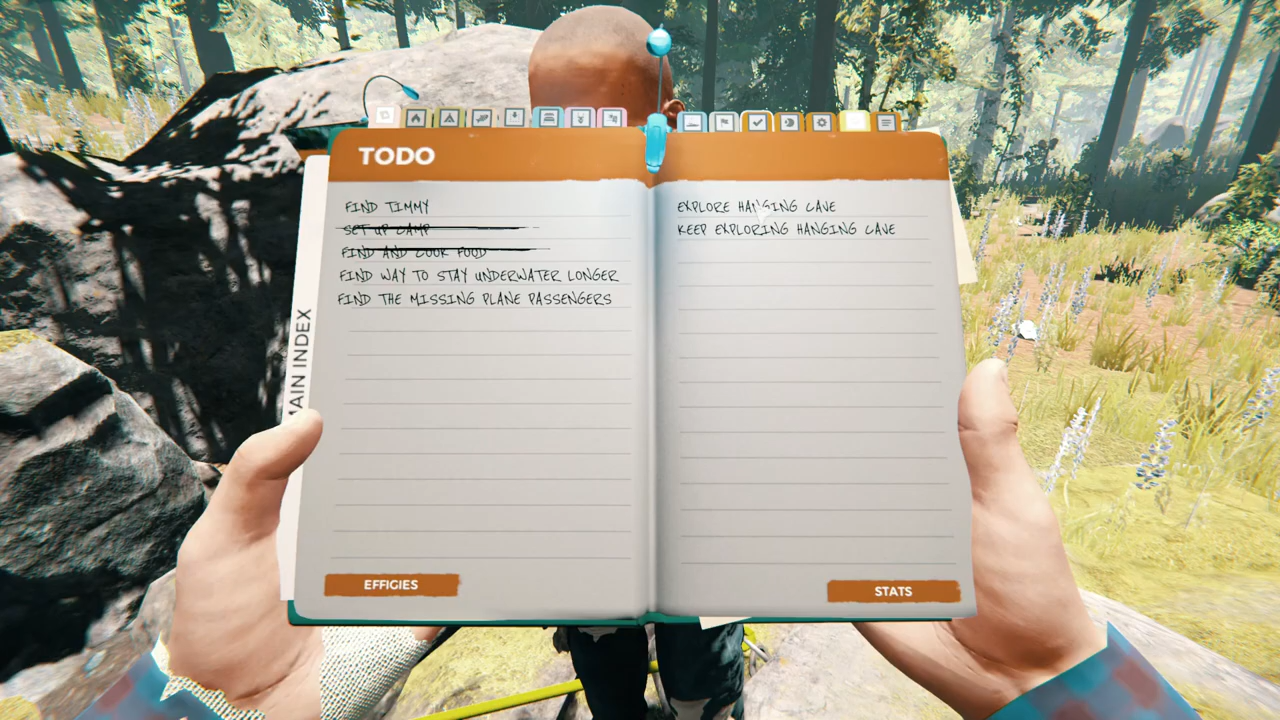 TODO
FIND TIMMY
SET UP CAMP
FIND AND COOK FOOD
FIND WAY TO STAY UNDERWATER LONGER
FIND THE MISSING PLANE PASSENGERS
EXPLORE HANGING CAVE
KEEP EXPLORING HANGING CAVE
MAIN INDEX
EFFIGIES
STATS